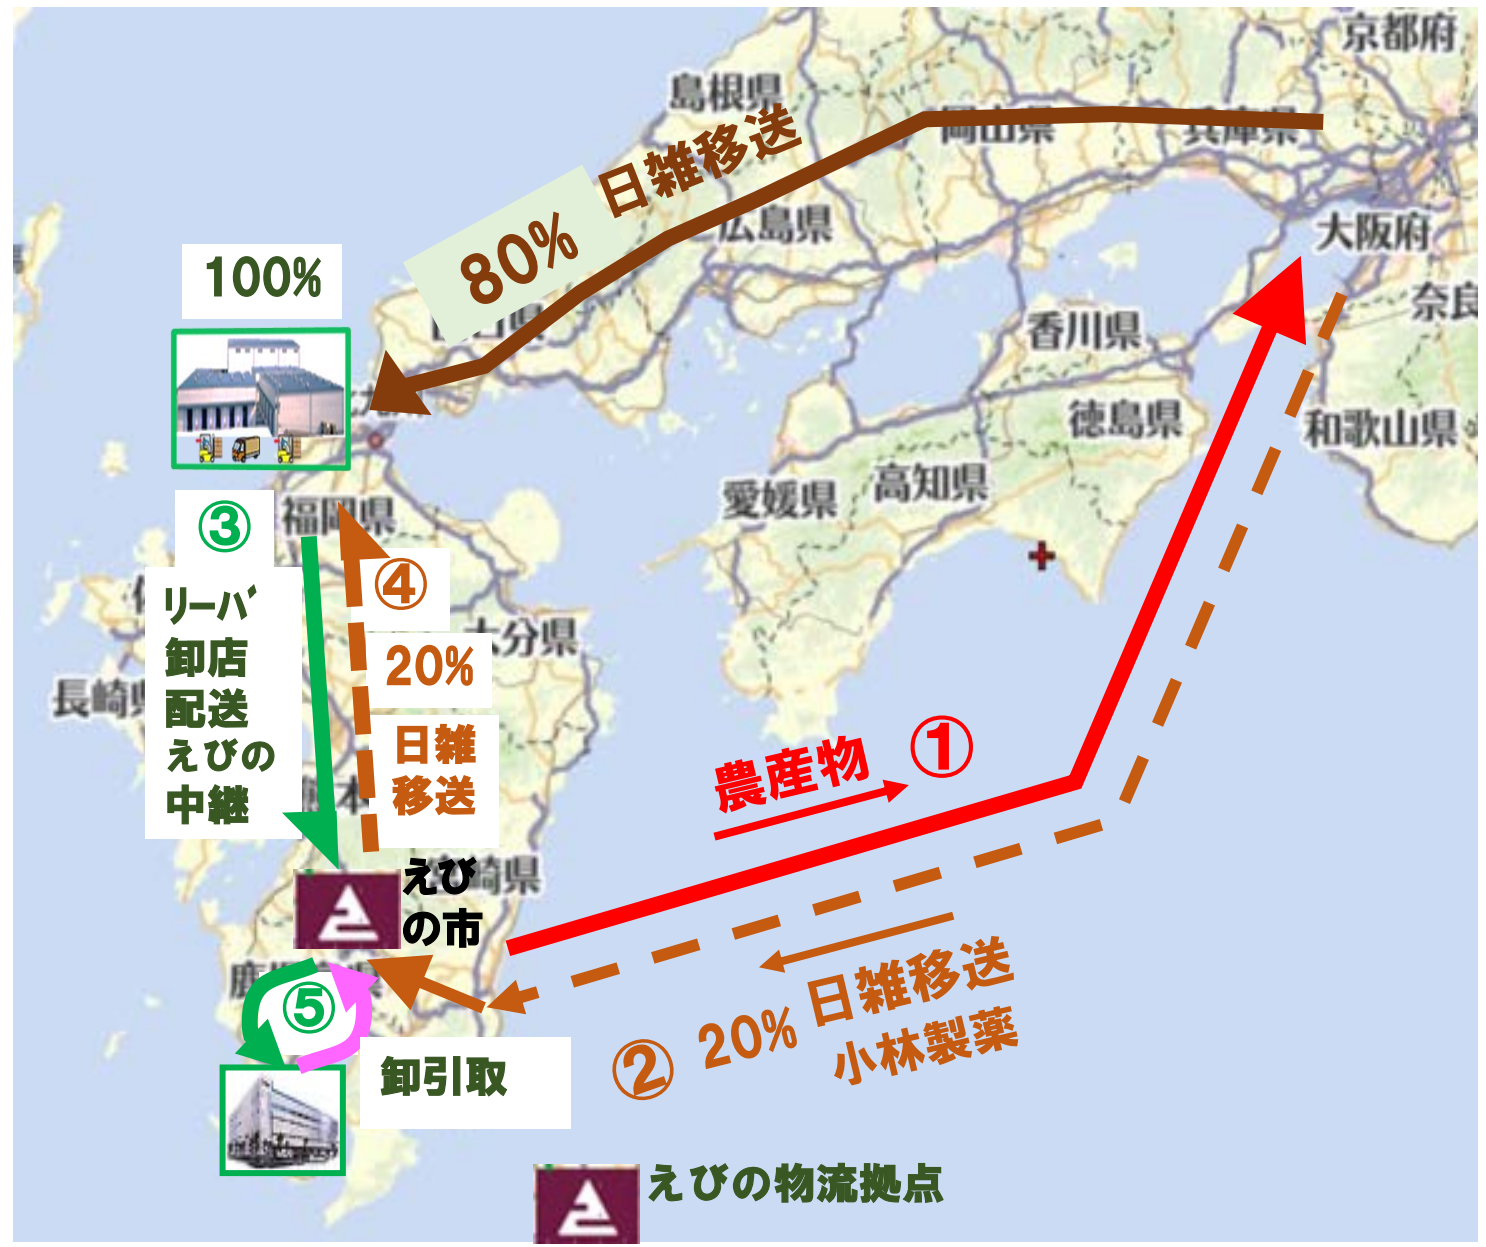 京都府
島根県
日雑移送
岡山県
兵庫県
80%
広島県
大阪府
100%
奈良
香川県
徳島県
和歌山県
愛媛県
高知県
③
福岡県
④
リーバ
卸店
配送
えびの
中継
大分県
20%
長崎県
日雑
移送
農産物
①
えび
の市
崎県
⑤
日雑移送
20%
小林製薬
②
卸引取
えびの物流拠点